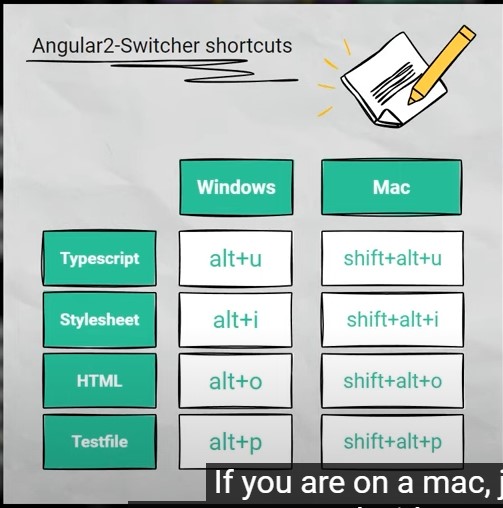 Angular2-Switcher shortcuts
Windows Mac
Typescript alt+u shift+alt+u
Stylesheet alt+i shift+alt+i
HTML alt+o shift+alt+o
Testfile alt+p shift+alt+p
If you are on a mac, j